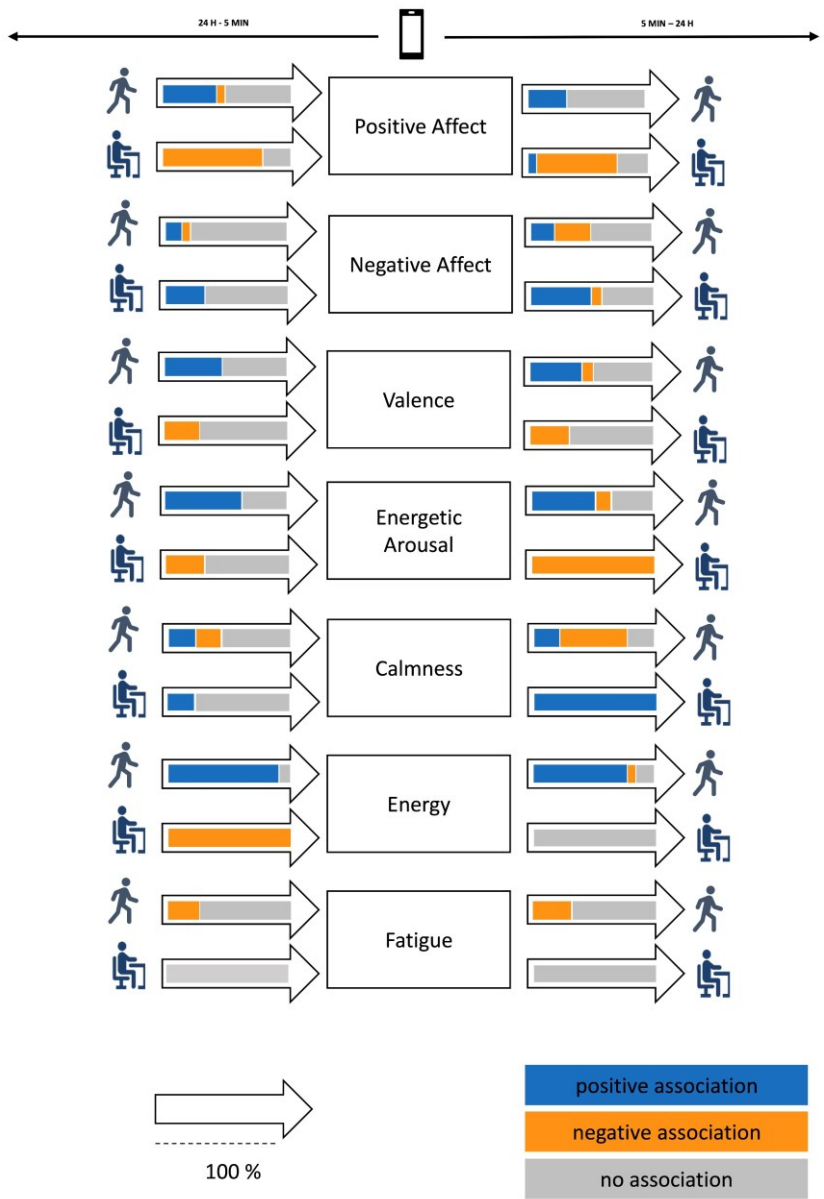 24 H - 5 MIN
5 MIN – 24 H
Positive Affect
Negative Affect
Valence
Energetic
Arousal
Calmness
Energy
Fatigue
100 %
positive association
negative association
no association